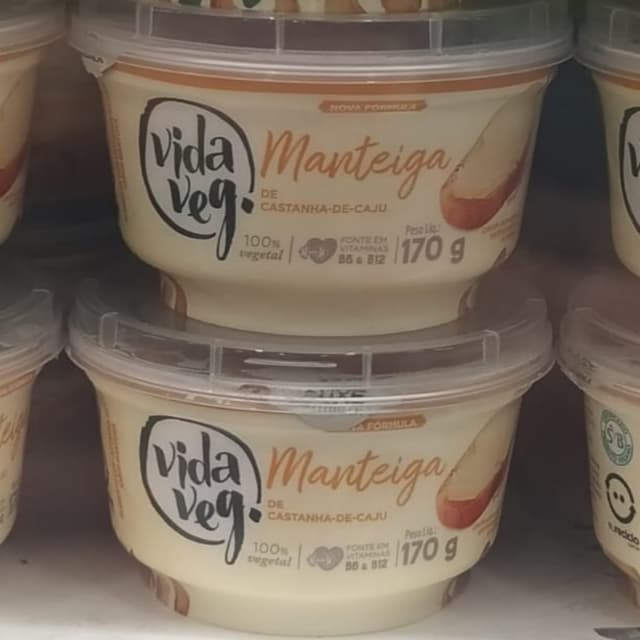 NOVA FÓRMULA
vida
veg.
Manteiga
DE
CASTANHA-DE-CAJU
100%
vegetal
FONTE EM
VITAMINAS
B6 & B12
Peso Líq.:
170 g
FÓRMULA
vida
veg.
Manteiga
DE
CASTANHA-DE-CAJU
100%
vegetal
FONTE EM
VITAMINAS
B6 & B12
Peso Líq.:
170 g